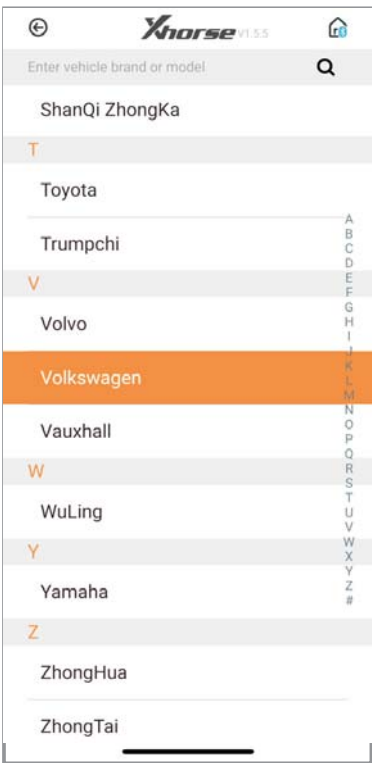 Xhorse V1.5.5
Enter vehicle brand or model
ShanQi ZhongKa
T
Toyota
Trumpchi
V
Volvo
Volkswagen
Vauxhall
W
WuLing
Y
Yamaha
Z
ZhongHua
ZhongTai
A
B
C
D
E
F
G
H
I
J
K
L
M
N
O
P
Q
R
S
T
U
V
W
X
Y
Z
#